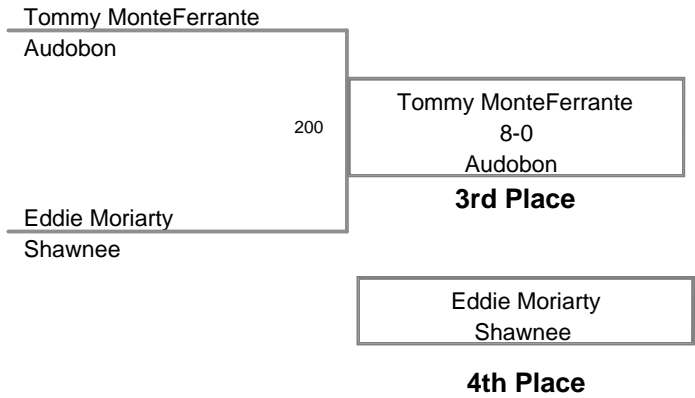 Tommy MonteFerrante
Audobon
200
Eddie Moriarty
Shawnee
Tommy MonteFerrante
8-0
Audobon
3rd Place
Eddie Moriarty
Shawnee
4th Place